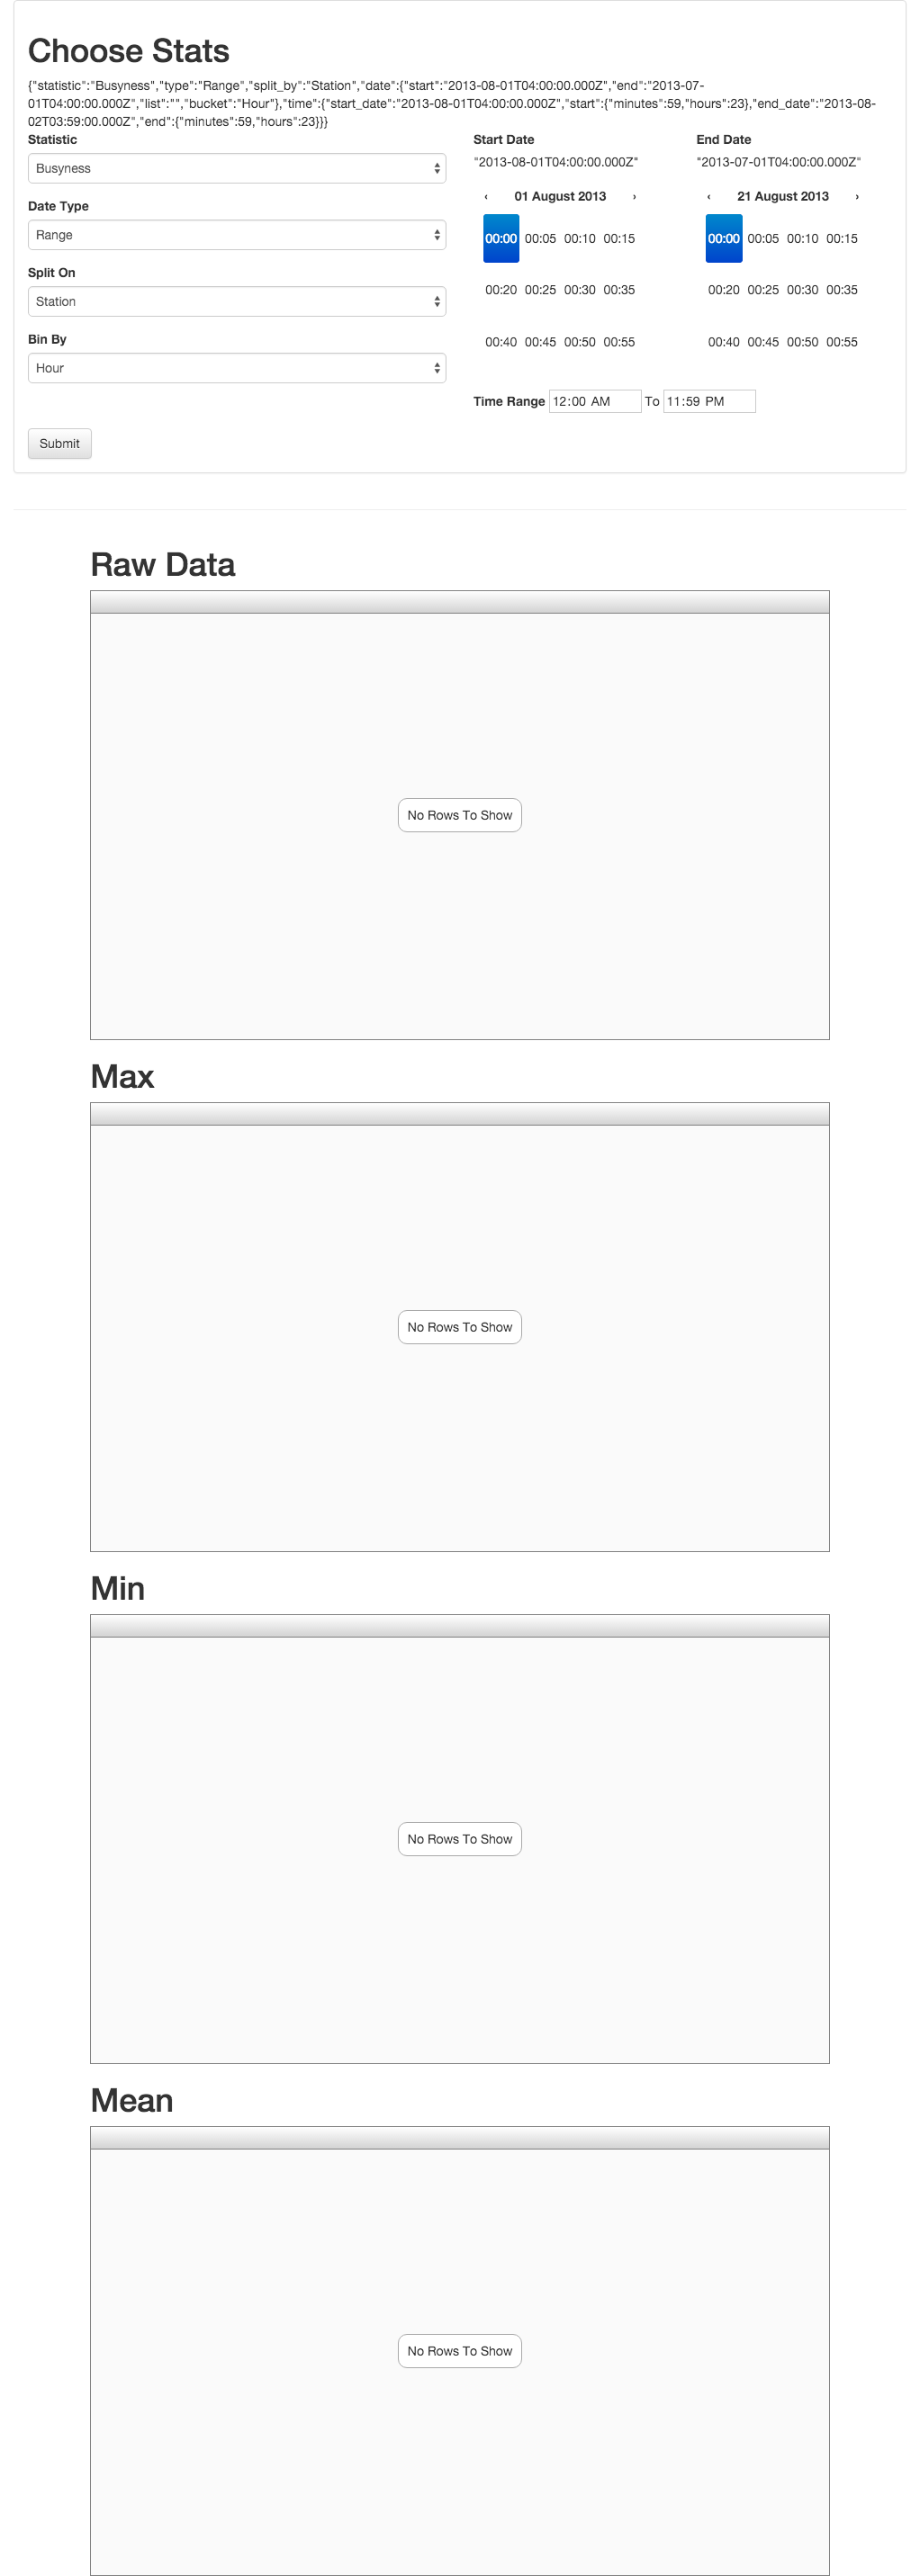 Choose Stats
{"statistic":"Busyness","type":"Range","split_by":"Station","date":{"start":"2013-08-01T04:00:00.000Z","end":"2013-07-
01T04:00:00.000Z","list":"","bucket":"Hour"},"time":{"start_date":"2013-08-01T04:00:00.000Z","start":{"minutes":59,"hours":23},"end_date":"2013-08-
02T03:59:00.000Z","end":{"minutes":59,"hours":23}}}
Statistic
Busyness
Date Type
Range
Split On
Station
Bin By
Hour
Start Date
"2013-08-01T04:00:00.000Z"
‹ 01 August 2013 ›
00:00 00:05 00:10 00:15
00:20 00:25 00:30 00:35
00:40 00:45 00:50 00:55
End Date
"2013-07-01T04:00:00.000Z"
‹ 21 August 2013 ›
00:00 00:05 00:10 00:15
00:20 00:25 00:30 00:35
00:40 00:45 00:50 00:55
Time Range 12:00 AM To 11:59 PM
Submit
Raw Data
No Rows To Show
Max
No Rows To Show
Min
No Rows To Show
Mean
No Rows To Show